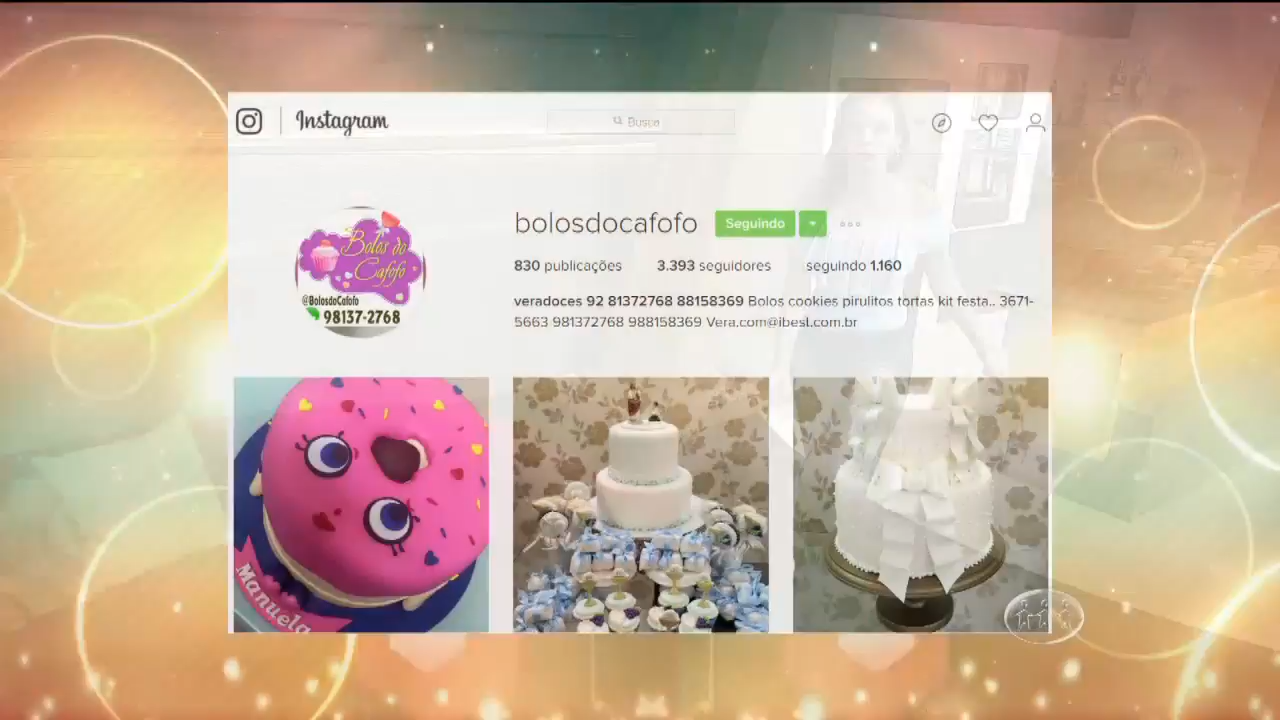 Instagram
Busca
bolosdocafofo Seguindo
830 publicações 3.393 seguidores seguindo 1.160
veradoces 92 81372768 88158369 Bolos cookies pirulitos tortas kit festa.. 3671-
5663 981372768 988158369 Vera.com@ibest.com.br
Bolos do
Cafofo
@BolosdoCafofo
98137-2768
Manuela